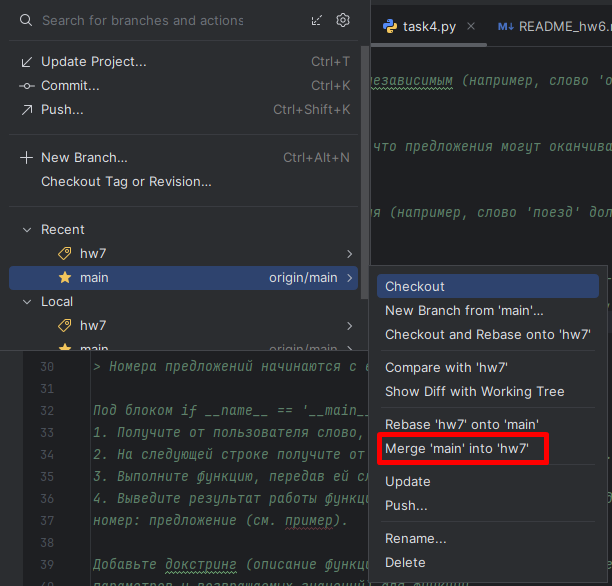 Search for branches and actions
task4.py
README_hw6.
Update Project... Ctrl+T
Commit... Ctrl+K
Push... Ctrl+Shift+K
New Branch... Ctrl+Alt+N
Checkout Tag or Revision...
Recent
hw7
main origin/main
Local
hw7
main origin/main
независимым (например, слово 'о
что предложения могут оканчива
я (например, слово 'поезд' дол
Checkout
New Branch from 'main'...
Checkout and Rebase onto 'hw7'
Compare with 'hw7'
Show Diff with Working Tree
Rebase 'hw7' onto 'main'
Merge 'main' into 'hw7'
Update
Push...
Rename...
Delete
30 > Номера предложений начинаются с
31
32 Под блоком if __name__ == '__main__
33 1. Получите от пользователя слово,
34 2. На следующей строке получите от
35 3. Выполните функцию, передав ей сл
36 4. Выведите результат работы функци
37 номер: предложение (см. пример).
38
39 Добавьте докстринг (описание функци